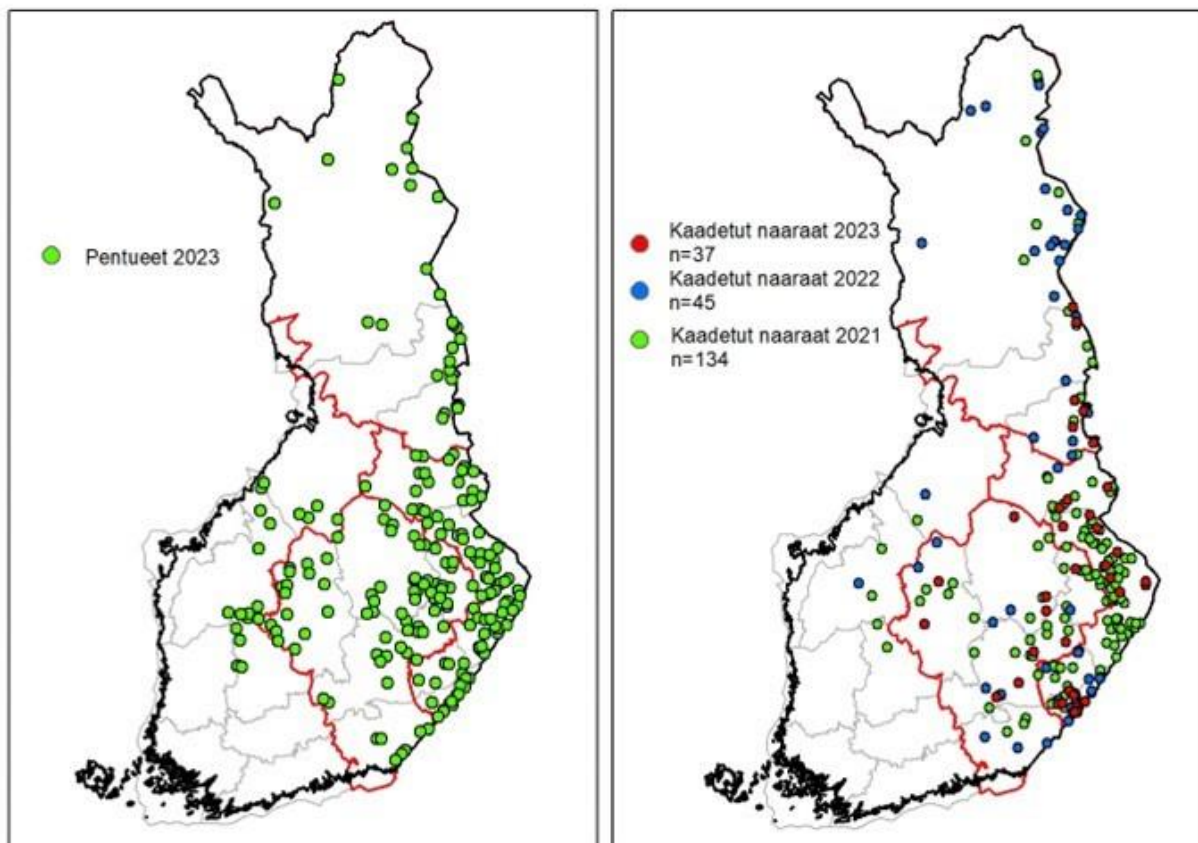 Pentueet 2023
Kaadetut naaraat 2023
n=37
Kaadetut naaraat 2022
n=45
Kaadetut naaraat 2021
n=134